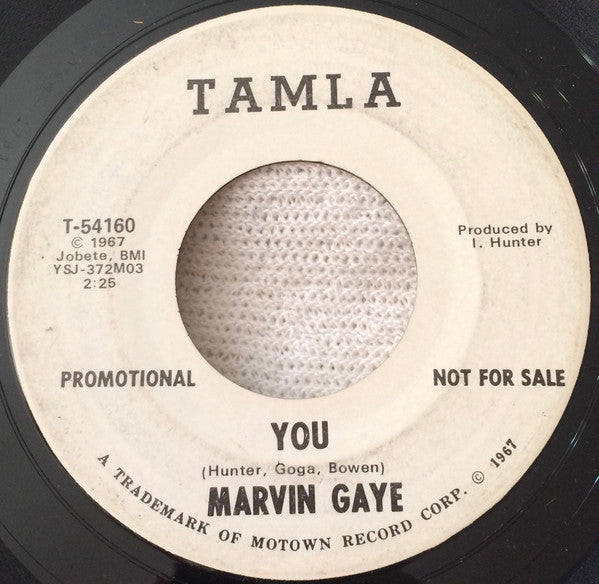 TAMLA
T-54160
© 1967
Jobete, BMI
YSJ-372M03
2:25
Produced by
I. Hunter
PROMOTIONAL
NOT FOR SALE
YOU
(Hunter, Goga, Bowen)
MARVIN GAYE
A TRADEMARK OF MOTOWN RECORD CORP. © 1967